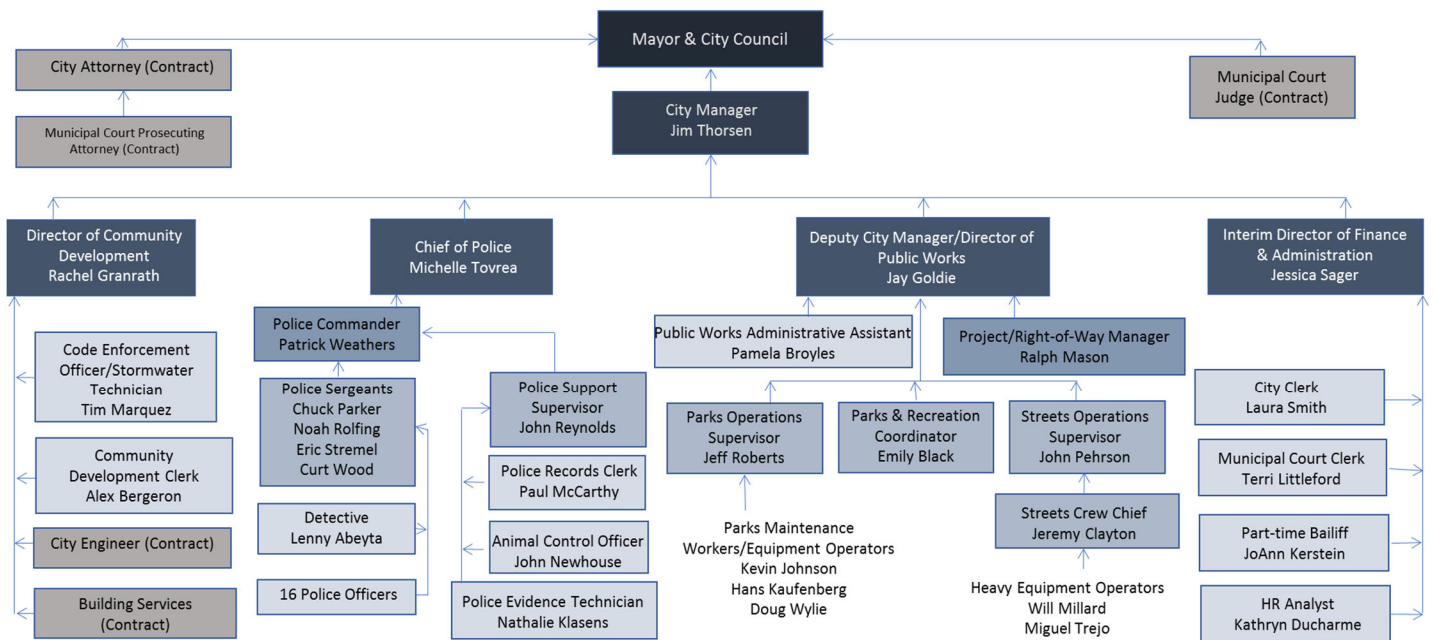 Mayor & City Council
City Attorney (Contract)
Municipal Court Prosecuting
Attorney (Contract)
Municipal Court
Judge (Contract)
City Manager
Jim Thorsen
Director of Community
Development
Rachel Granrath
Chief of Police
Michelle Tovrea
Deputy City Manager/Director of
Public Works
Jay Goldie
Interim Director of Finance
& Administration
Jessica Sager
Code Enforcement
Officer/Stormwater
Technician
Tim Marquez
Community
Development Clerk
Alex Bergeron
City Engineer (Contract)
Building Services
(Contract)
Police Commander
Patrick Weathers
Police Sergeants
Chuck Parker
Noah Rolfing
Eric Stremel
Curt Wood
Detective
Lenny Abeyta
16 Police Officers
Police Support
Supervisor
John Reynolds
Police Records Clerk
Paul McCarthy
Animal Control Officer
John Newhouse
Police Evidence Technician
Nathalie Klasens
Public Works Administrative Assistant
Pamela Broyles
Project/Right-of-Way Manager
Ralph Mason
Parks Operations
Supervisor
Jeff Roberts
Parks & Recreation
Coordinator
Emily Black
Streets Operations
Supervisor
John Pehrson
Parks Maintenance
Workers/Equipment Operators
Kevin Johnson
Hans Kaufenberg
Doug Wylie
Streets Crew Chief
Jeremy Clayton
Heavy Equipment Operators
Will Millard
Miguel Trejo
City Clerk
Laura Smith
Municipal Court Clerk
Terri Littleford
Part-time Bailiff
JoAnn Kerstein
HR Analyst
Kathryn Ducharme